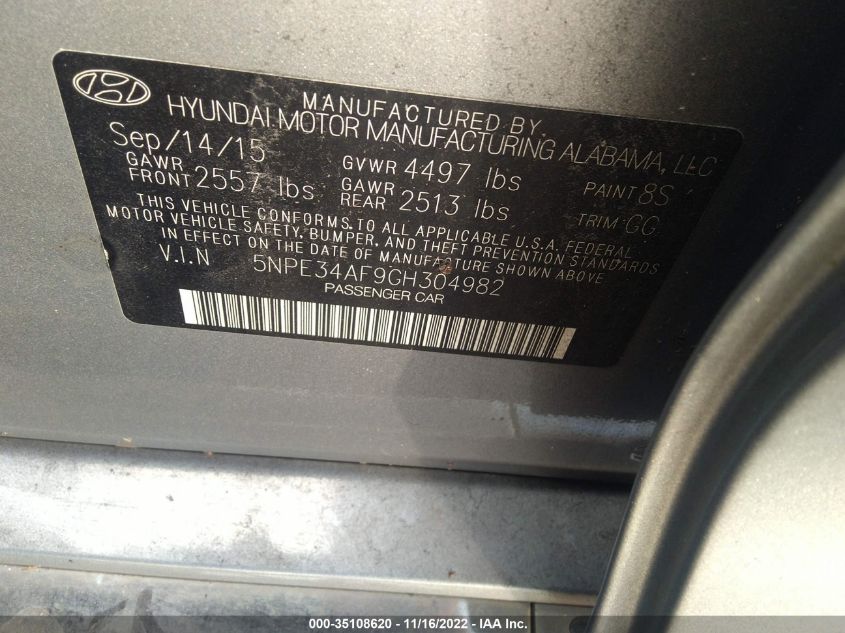 MANUFACTURED BY
HYUNDAI MOTOR MANUFACTURING ALABAMA, LLC
Sep/14/15 GVWR 4497 lbs PAINT 8S
GAWR FRONT 2557 lbs GAWR REAR 2513 lbs TRIM GG
THIS VEHICLE CONFORMS TO ALL APPLICABLE U.S.A. FEDERAL
MOTOR VEHICLE SAFETY, BUMPER, AND THEFT PREVENTION STANDARDS
IN EFFECT ON THE DATE OF MANUFACTURE SHOWN ABOVE
V.I.N 5NPE34AF9GH304982
PASSENGER CAR
000-35108620 - 11/16/2022 - IAA Inc.